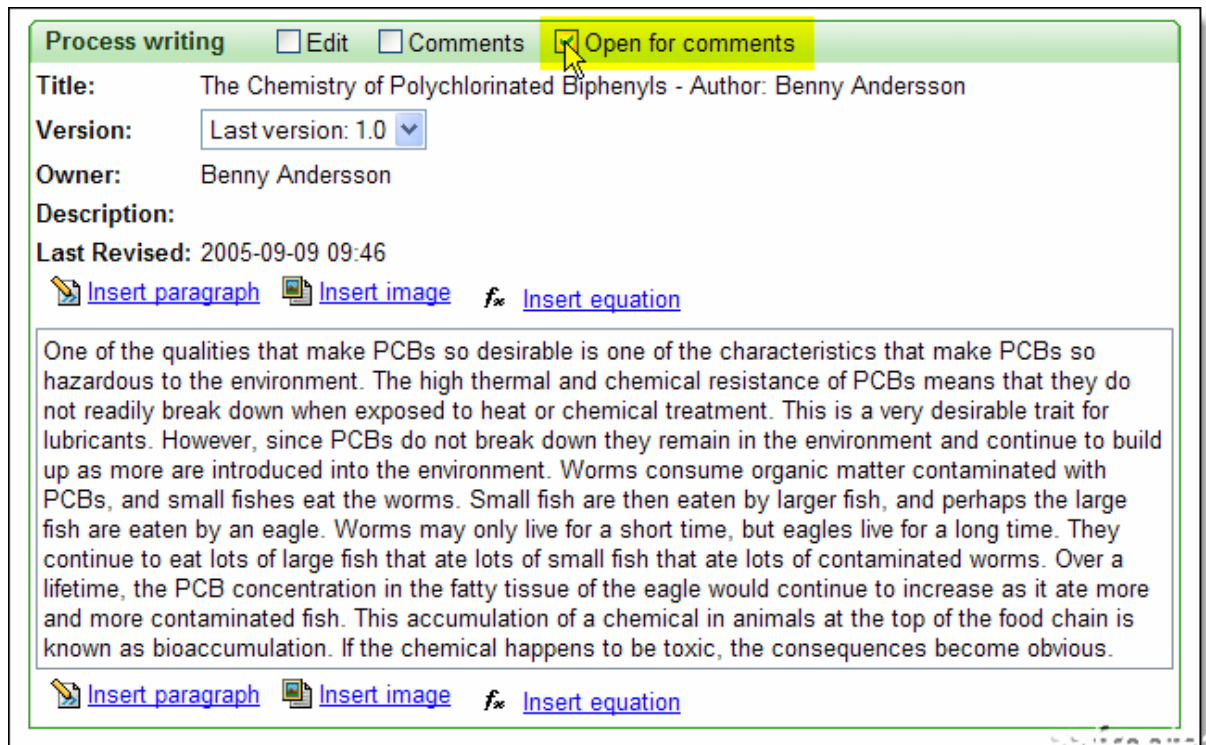 Process writing Edit Comments Open for comments
Title: The Chemistry of Polychlorinated Biphenyls - Author: Benny Andersson
Version: Last version: 1.0
Owner: Benny Andersson
Description:
Last Revised: 2005-09-09 09:46
Insert paragraph Insert image fx Insert equation
One of the qualities that make PCBs so desirable is one of the characteristics that make PCBs so
hazardous to the environment. The high thermal and chemical resistance of PCBs means that they do
not readily break down when exposed to heat or chemical treatment. This is a very desirable trait for
lubricants. However, since PCBs do not break down they remain in the environment and continue to build
up as more are introduced into the environment. Worms consume organic matter contaminated with
PCBs, and small fishes eat the worms. Small fish are then eaten by larger fish, and perhaps the large
fish are eaten by an eagle. Worms may only live for a short time, but eagles live for a long time. They
continue to eat lots of large fish that ate lots of small fish that ate lots of contaminated worms. Over a
lifetime, the PCB concentration in the fatty tissue of the eagle would continue to increase as it ate more
and more contaminated fish. This accumulation of a chemical in animals at the top of the food chain is
known as bioaccumulation. If the chemical happens to be toxic, the consequences become obvious.
Insert paragraph Insert image fx Insert equation